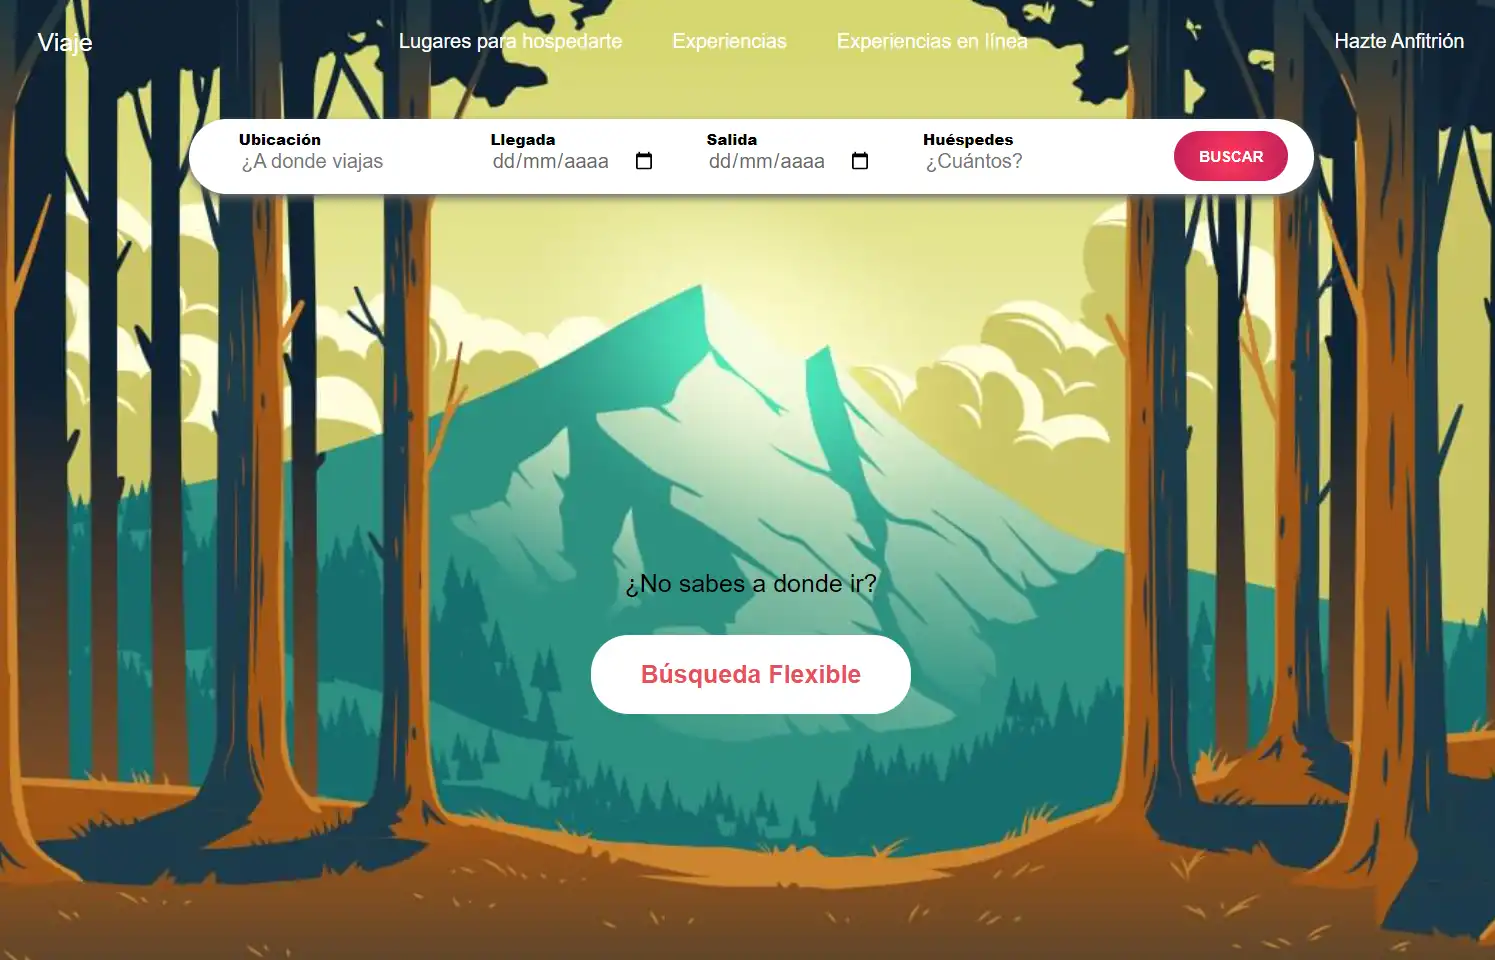 Viaje
Lugares para hospedarte
Experiencias
Experiencias en línea
Hazte Anfitrión
Ubicación
¿A donde viajas
Llegada
dd/mm/aaaa
Salida
dd/mm/aaaa
Huéspedes
¿Cuántos?
BUSCAR
¿No sabes a donde ir?
Búsqueda Flexible